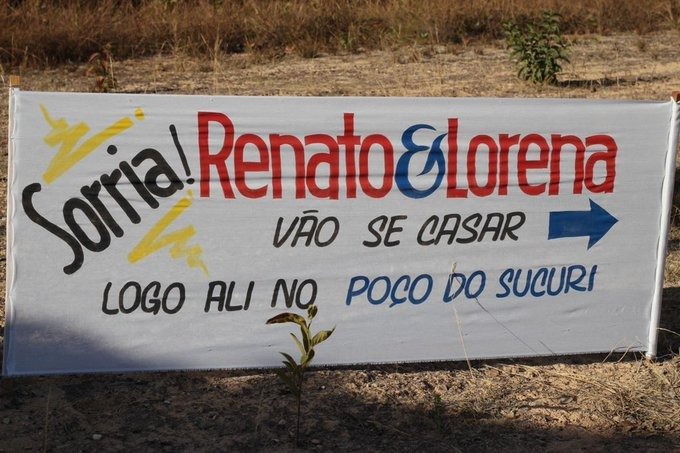 Sorria! Renato & Lorena
VÃO SE CASAR
LOGO ALI NO POÇO DO SUCURI